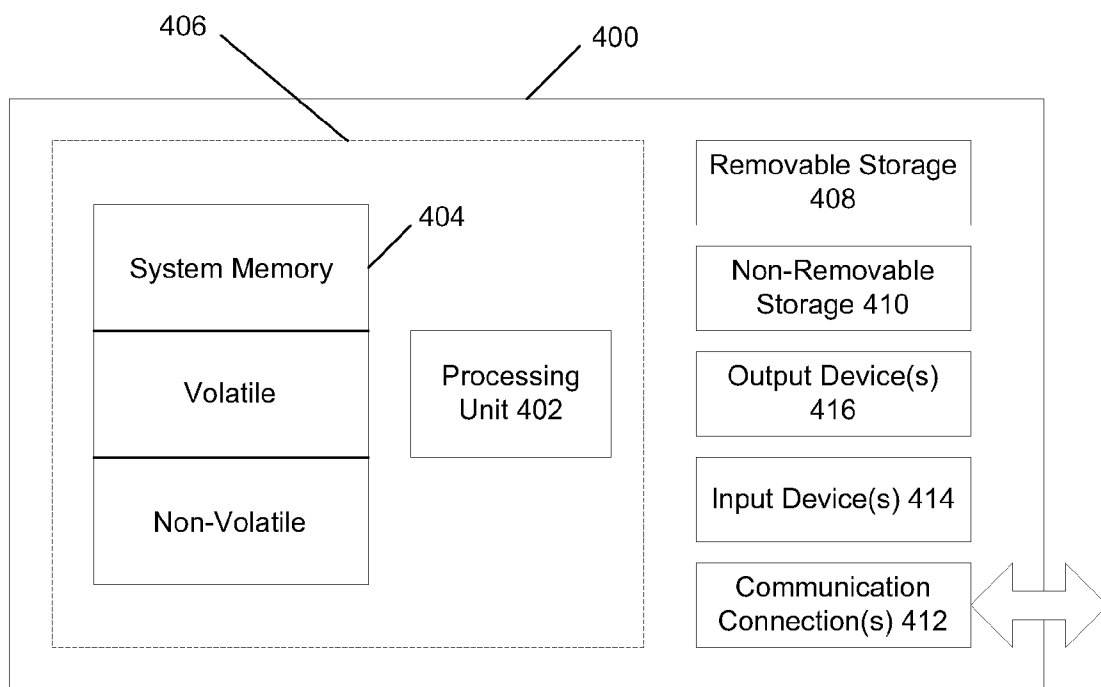 406
400
404
System Memory
Volatile
Non-Volatile
Processing
Unit 402
Removable Storage
408
Non-Removable
Storage 410
Output Device(s)
416
Input Device(s) 414
Communication
Connection(s) 412